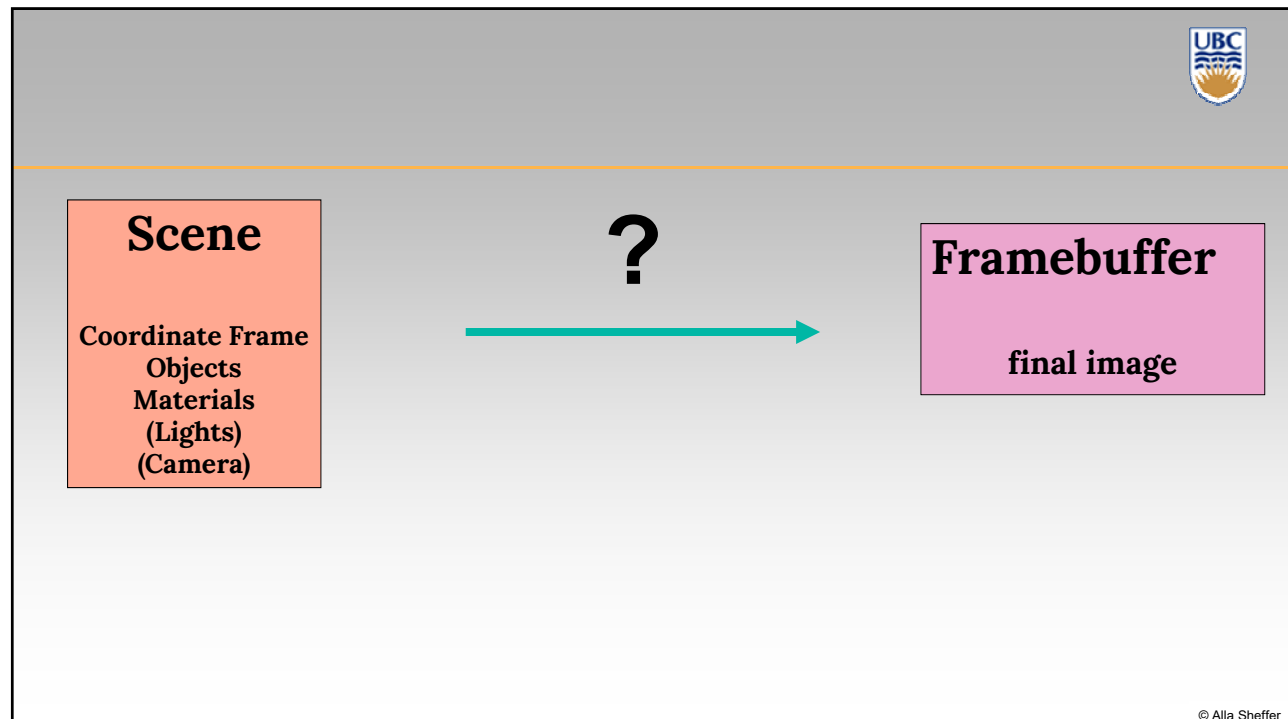 UBC
Scene
Coordinate Frame
Objects
Materials
(Lights)
(Camera)
?
Framebuffer
final image
© Alla Sheffer